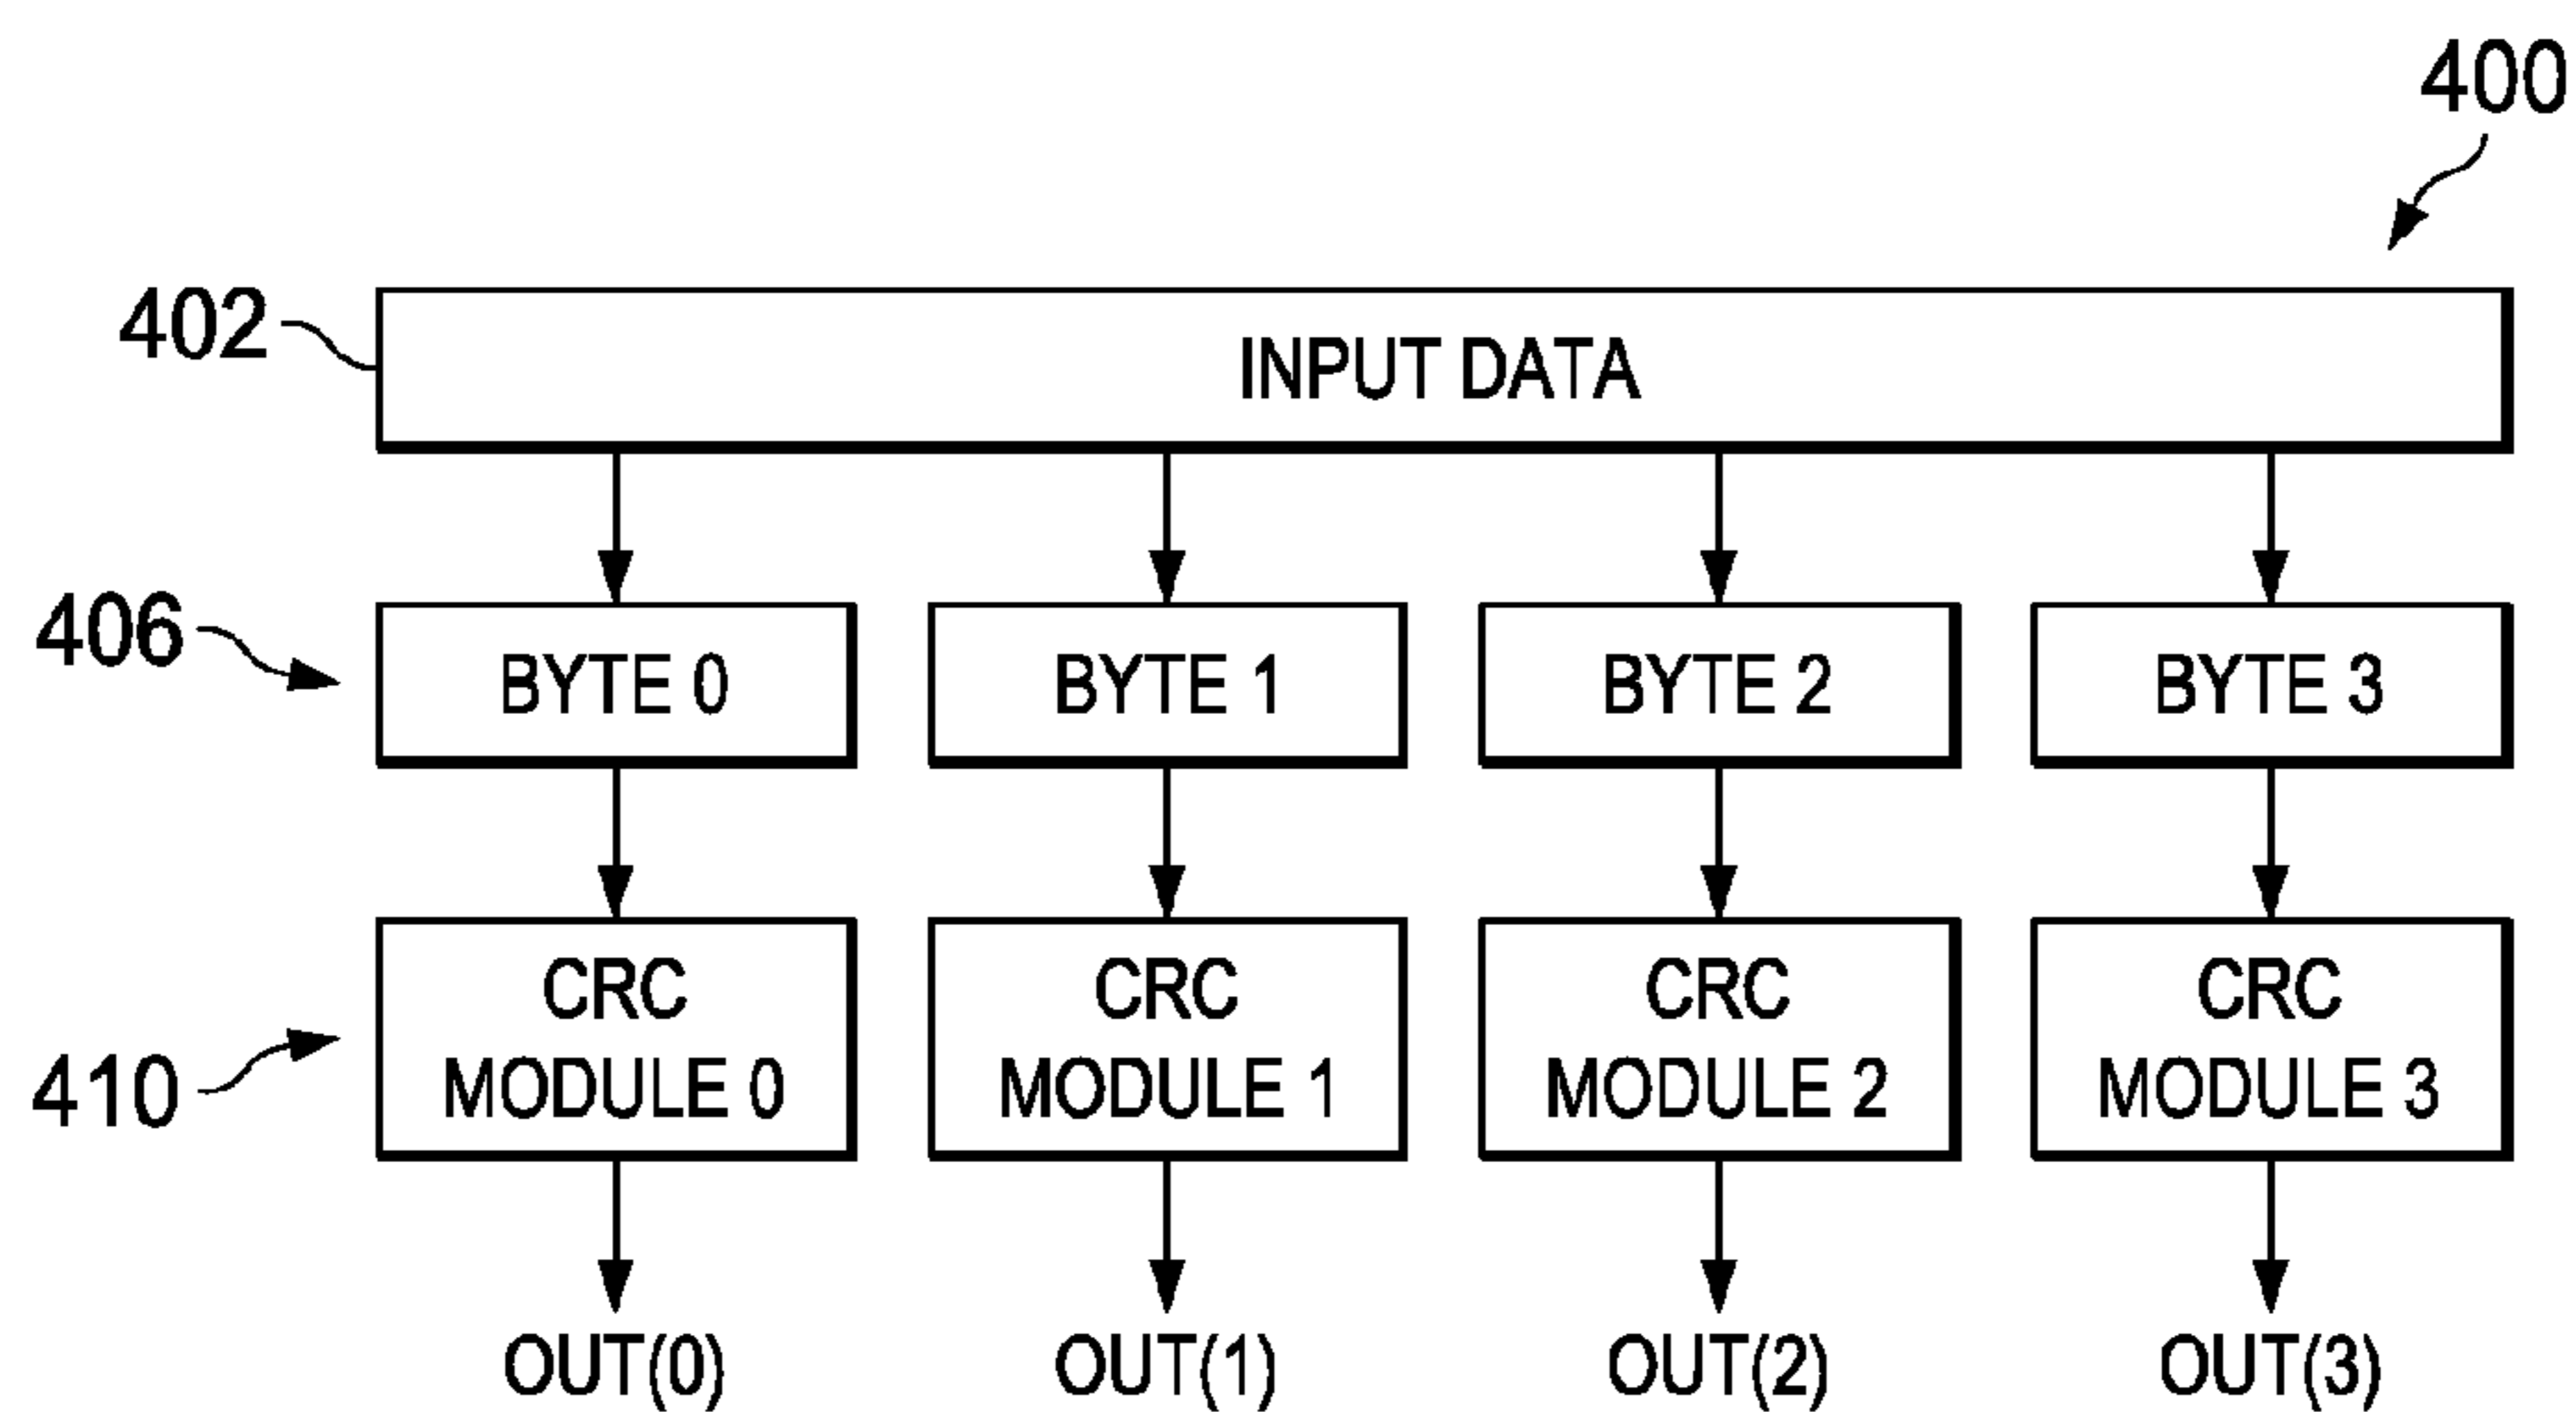 400
402
INPUT DATA
406
BYTE 0
BYTE 1
BYTE 2
BYTE 3
410
CRC
MODULE 0
CRC
MODULE 1
CRC
MODULE 2
CRC
MODULE 3
OUT(0)
OUT(1)
OUT(2)
OUT(3)